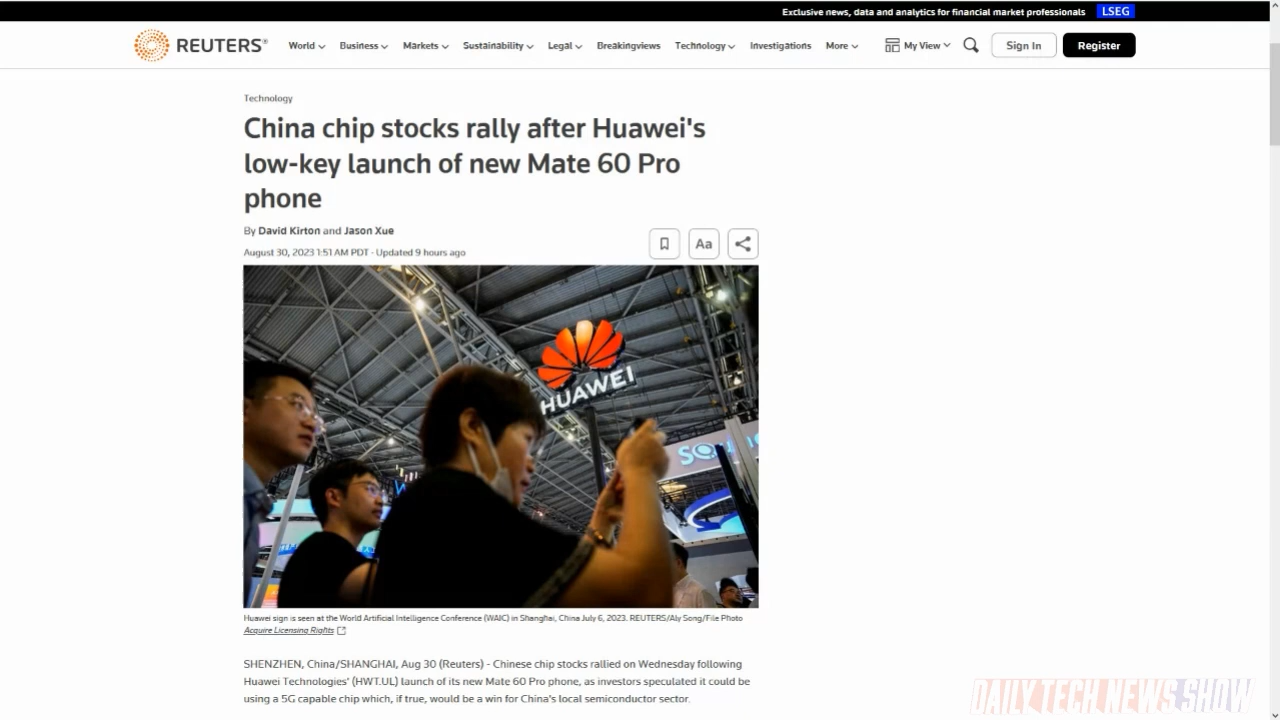 Exclusive news, data and analytics for financial market professionals LSEG
REUTERS® World Business Markets Sustainability Legal Breakingviews Technology Investigations More My View Sign In Register
Technology
China chip stocks rally after Huawei's
low-key launch of new Mate 60 Pro
phone
By David Kirton and Jason Xue
August 30, 2023 1:51 AM PDT · Updated 9 hours ago
Aa
HUAWEI
Huawei sign is seen at the World Artificial Intelligence Conference (WAIC) in Shanghai, China July 6, 2023. REUTERS/Aly Song/File Photo
Acquire Licensing Rights
SHENZHEN, China/SHANGHAI, Aug 30 (Reuters) - Chinese chip stocks rallied on Wednesday following
Huawei Technologies' (HWT.UL) launch of its new Mate 60 Pro phone, as investors speculated it could be
using a 5G capable chip which, if true, would be a win for China's local semiconductor sector.
DAILY TECH NEWS SHOW